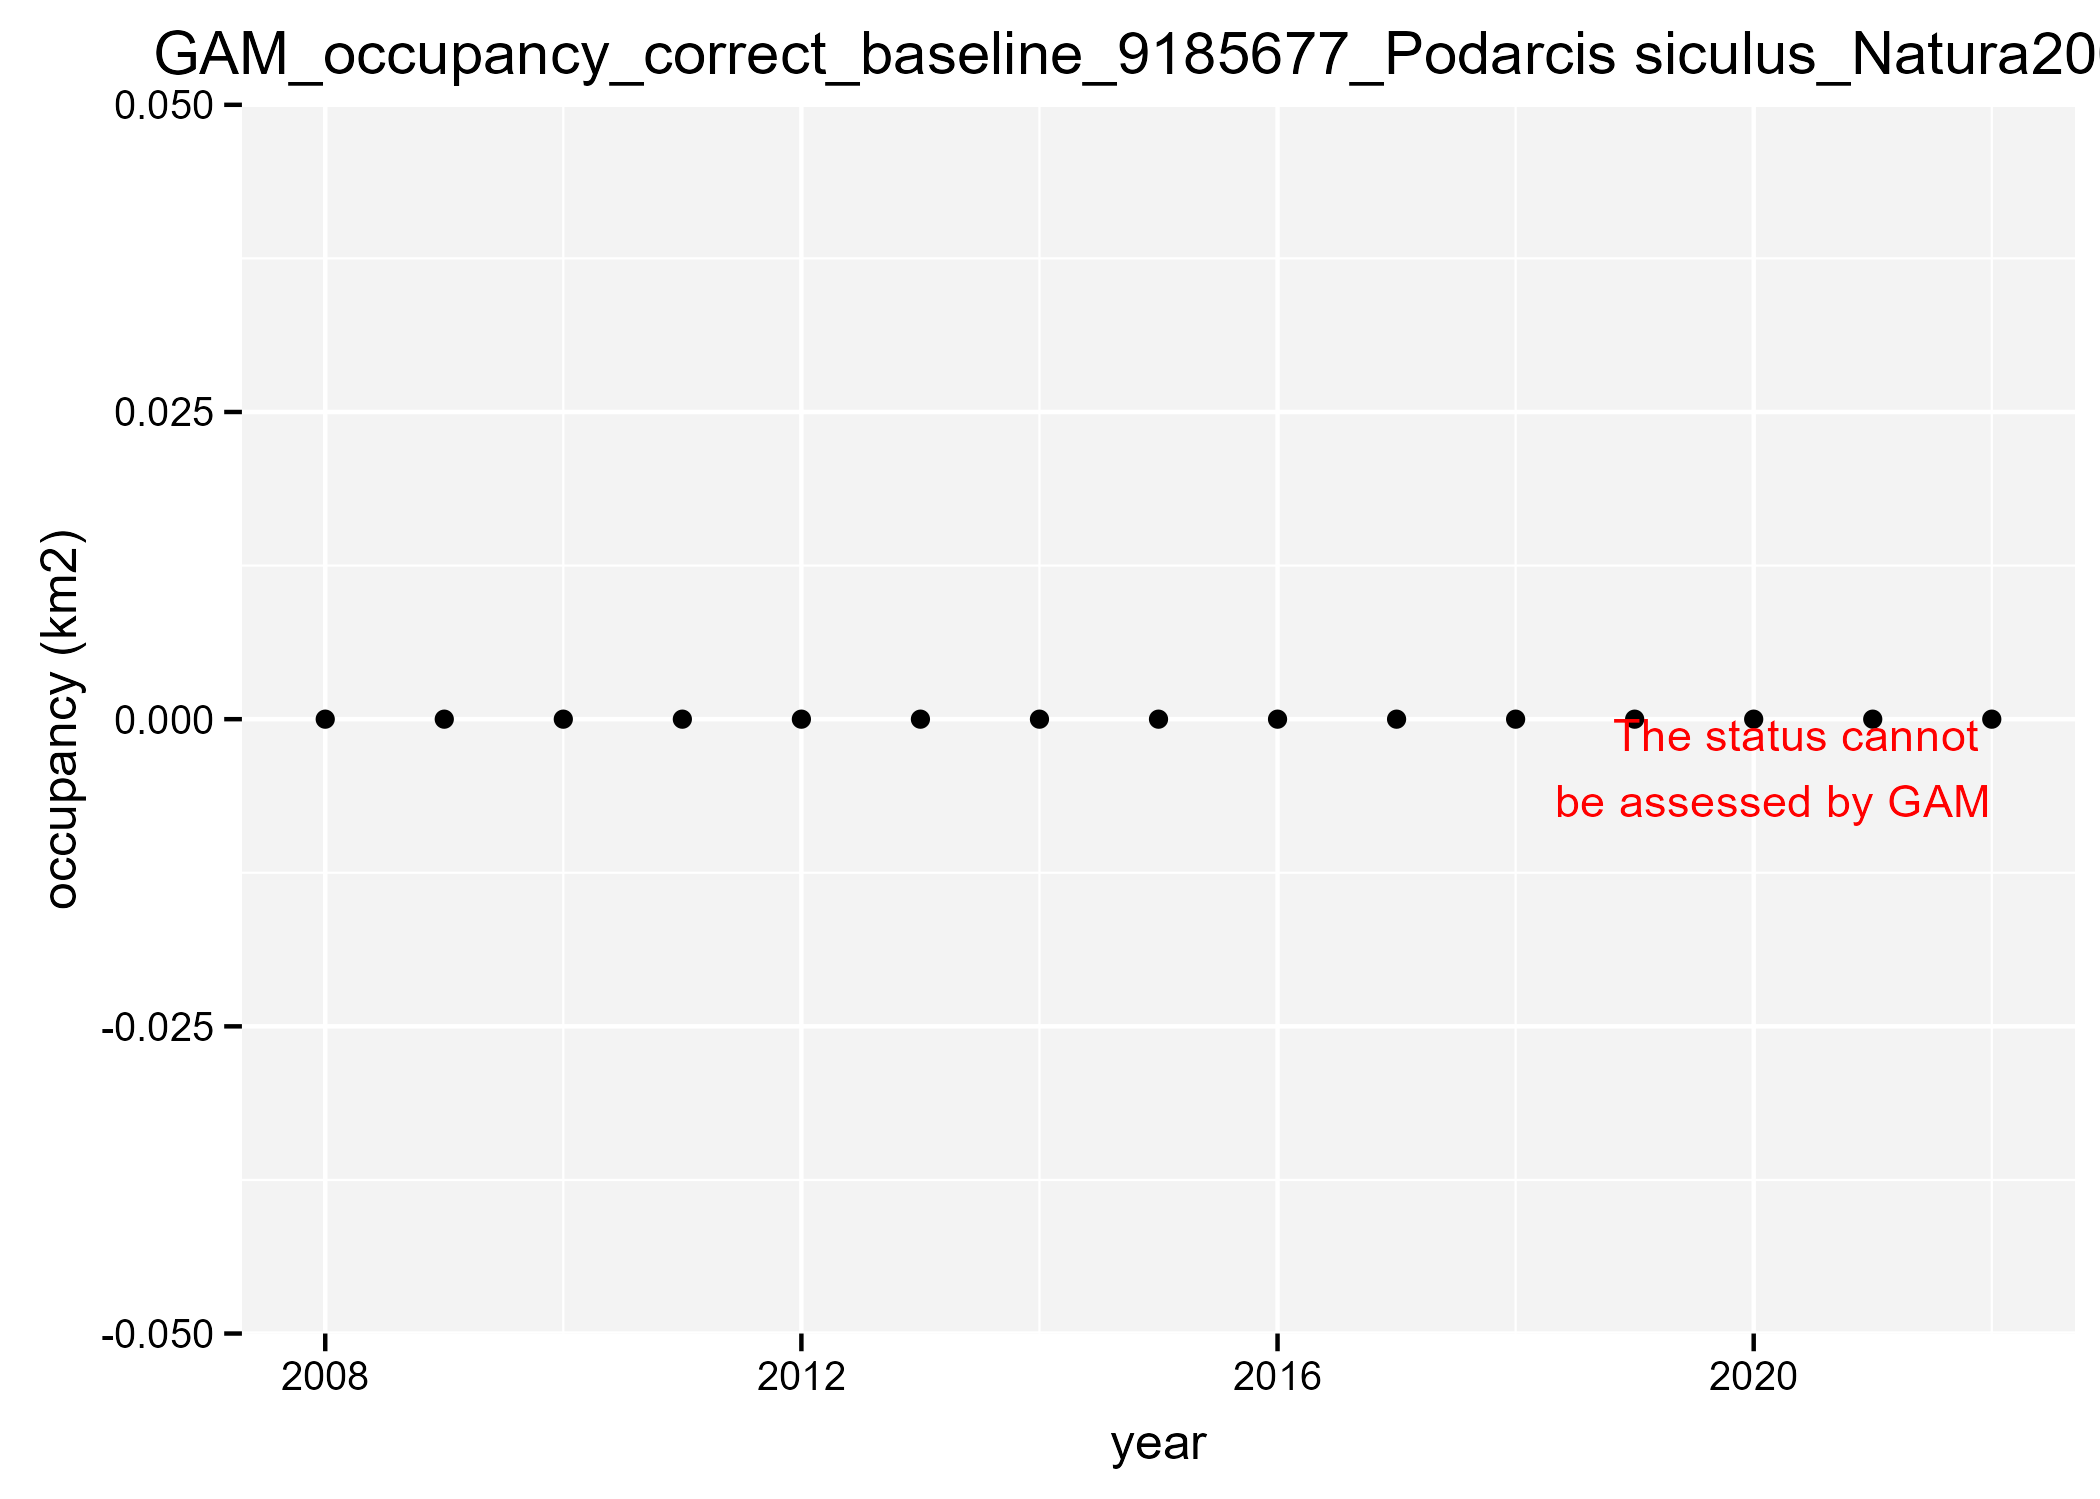 GAM_occupancy_correct_baseline_9185677_Podarcis siculus_Natura20
0.050
0.025
0.000
-0.025
-0.050
occupancy (km2)
The status cannot
be assessed by GAM
2008 2012 2016 2020
year